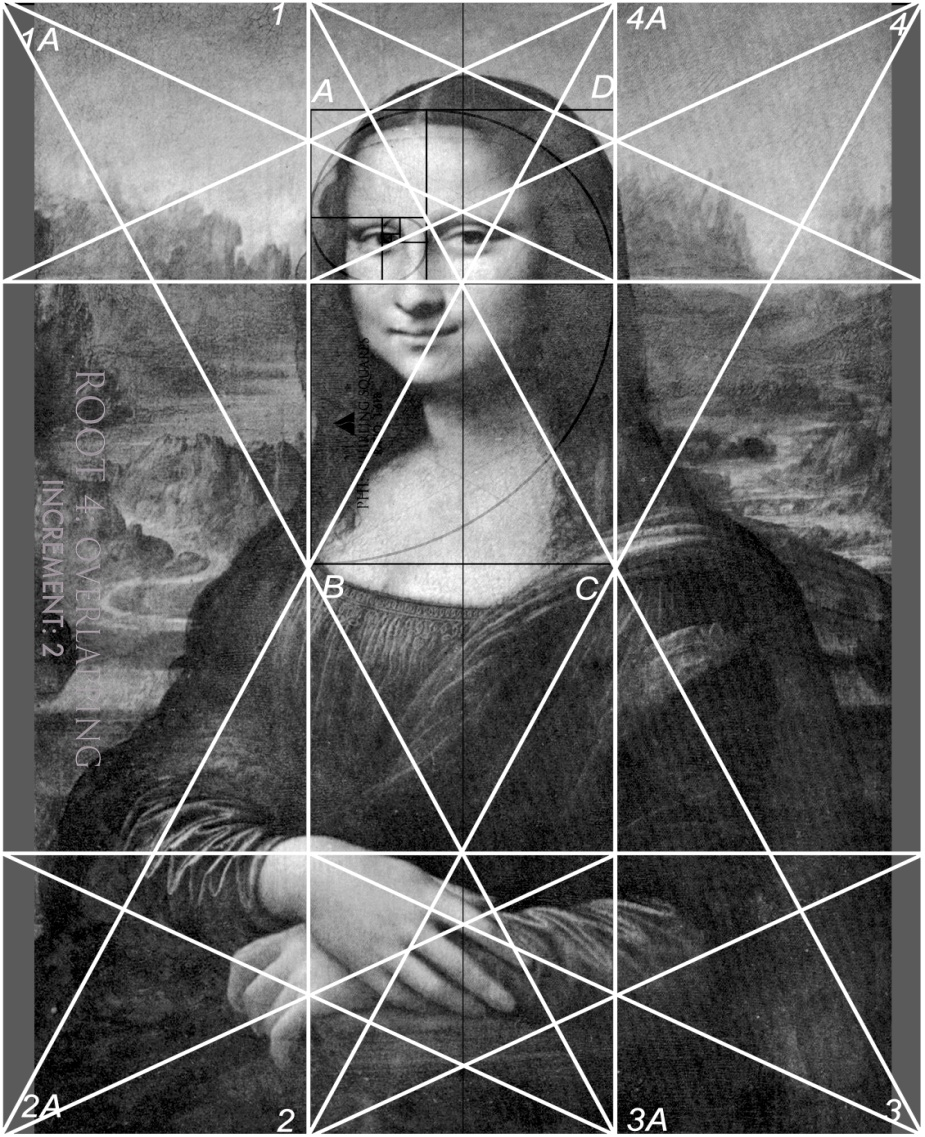 1A
1
4A
4
A
D
ROOT 4. OVERLAPPING
INCREMENT: 2
B
C
2A
2
3A
3